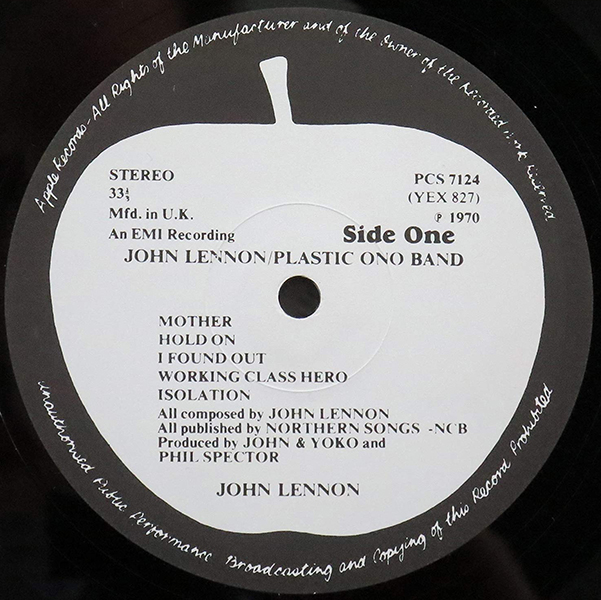 Apple Records-All Rights of the Manufacturer and of the Owner of the Recorded Work Reserved
STEREO
33⅓
Mfd. in U.K.
An EMI Recording
PCS 7124
(YEX 827)
℗ 1970
Side One
JOHN LENNON/PLASTIC ONO BAND
MOTHER
HOLD ON
I FOUND OUT
WORKING CLASS HERO
ISOLATION
All composed by JOHN LENNON
All published by NORTHERN SONGS -NCB
Produced by JOHN & YOKO and
PHIL SPECTOR
JOHN LENNON
Unauthorised Public Performance Broadcasting and Copying of this Record Prohibited